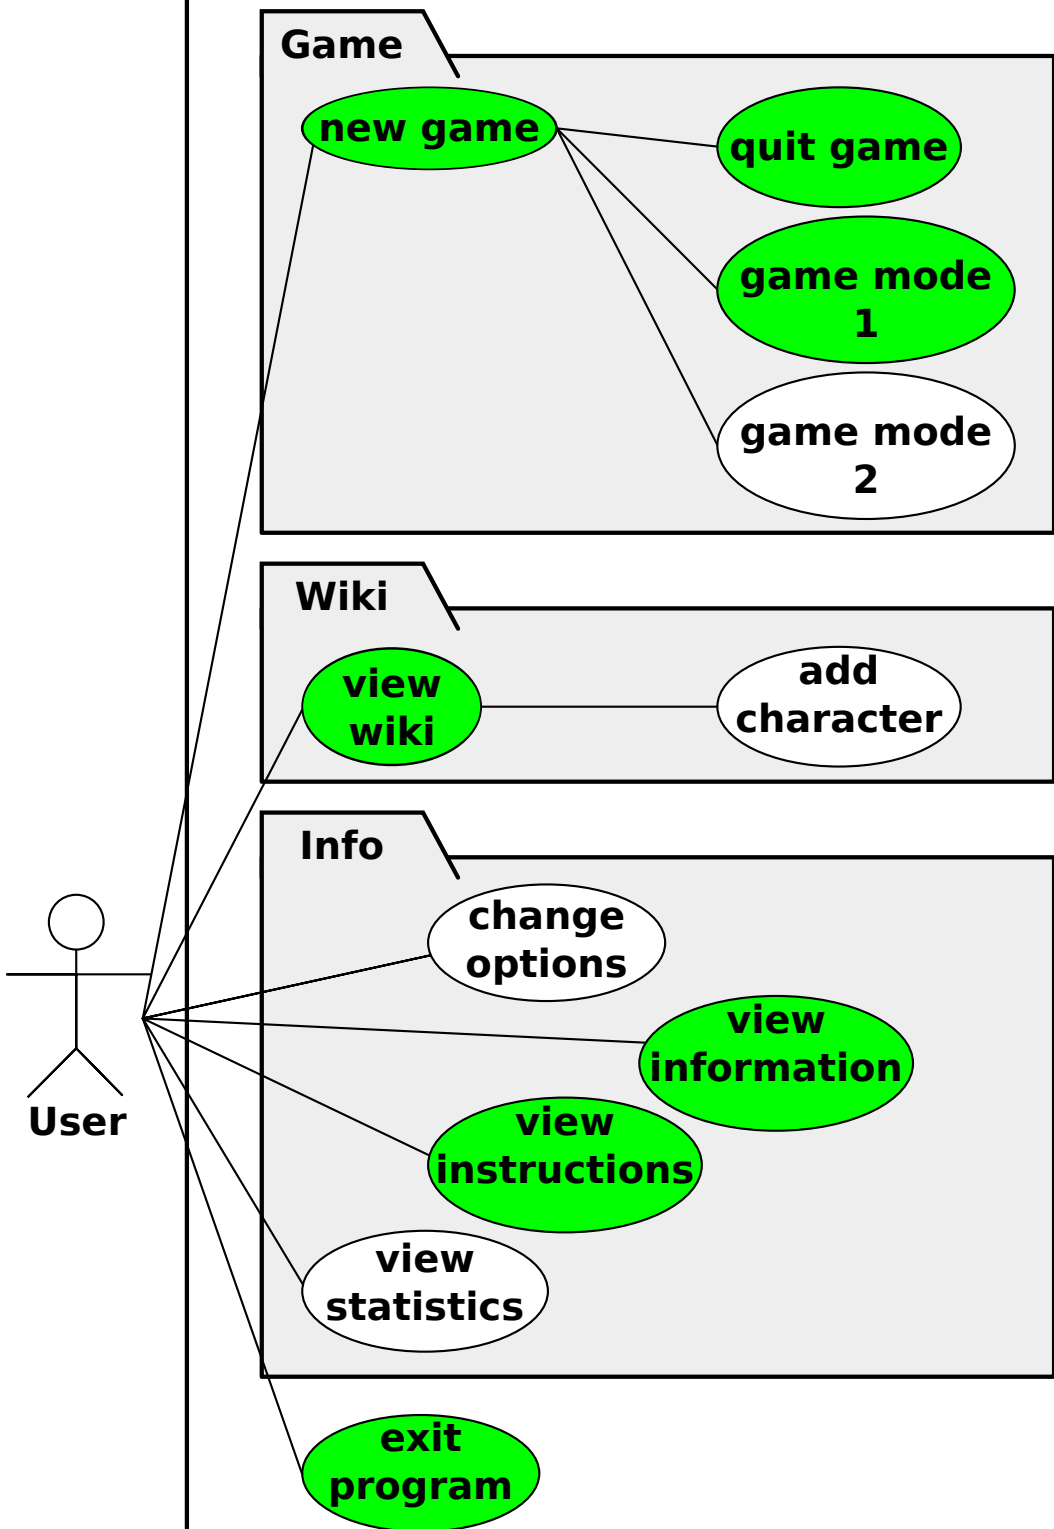 Game
new game
quit game
game mode
1
game mode
2
Wiki
view
wiki
add
character
Info
change
options
view
information
view
instructions
User
view
statistics
exit
program